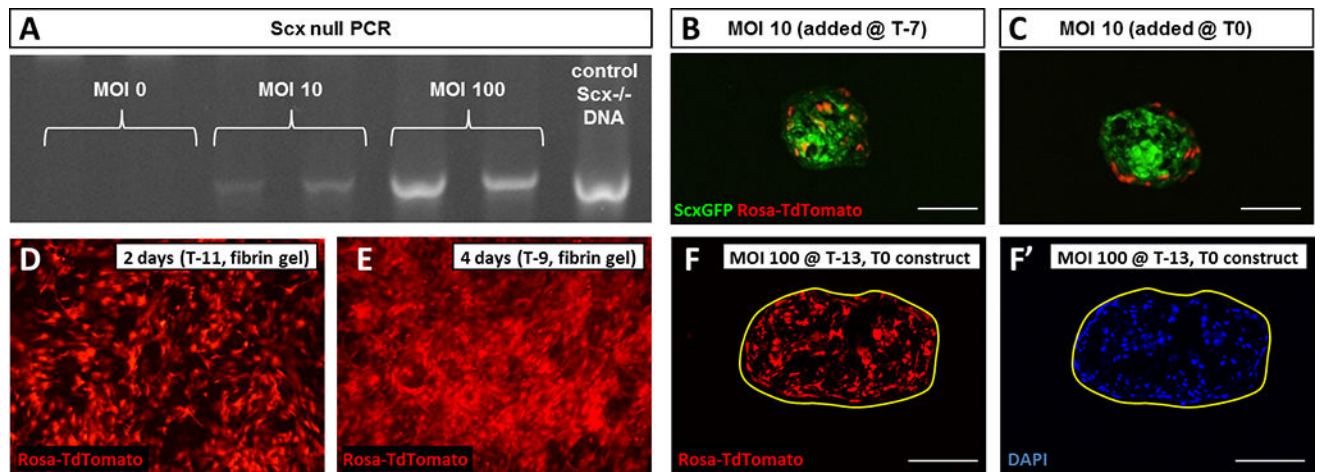 A
Scx null PCR
MOI 0
MOI 10
MOI 100
control
Scx-/-
DNA
B
MOI 10 (added @ T-7)
ScxGFP Rosa-TdTomato
C
MOI 10 (added @ T0)
D
2 days (T-11, fibrin gel)
Rosa-TdTomato
E
4 days (T-9, fibrin gel)
Rosa-TdTomato
F
MOI 100 @ T-13, T0 construct
Rosa-TdTomato
F'
MOI 100 @ T-13, T0 construct
DAPI